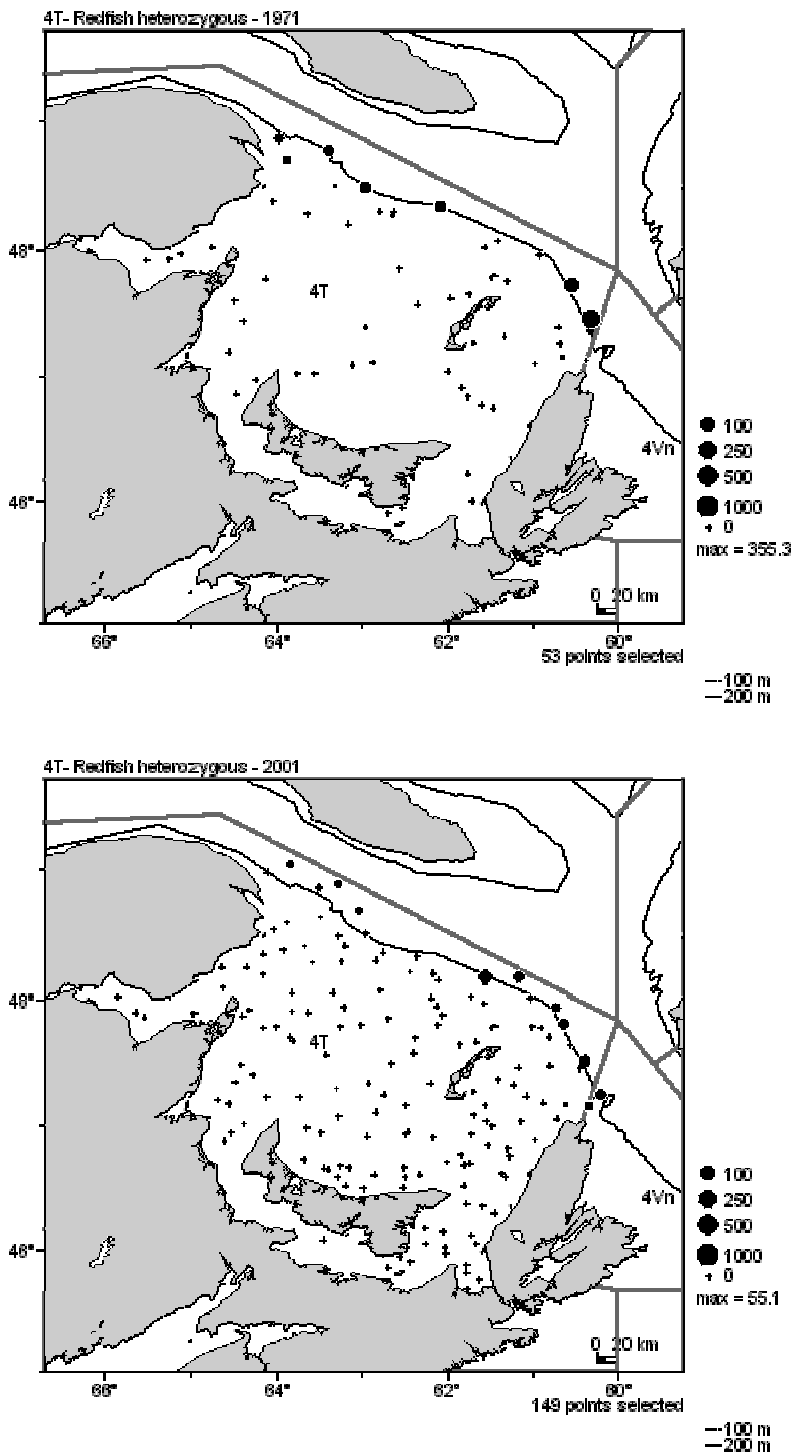 4T- Redfish heterozygous - 1971
48°
4T
46°
4Vn
100
250
500
1000
0
max = 355.3
0 20 km
66° 64° 62° 60°
53 points selected
100 m
200 m
4T- Redfish heterozygous - 2001
48°
4T
46°
4Vn
100
250
500
1000
0
max = 55.1
0 20 km
66° 64° 62° 60°
149 points selected
100 m
200 m